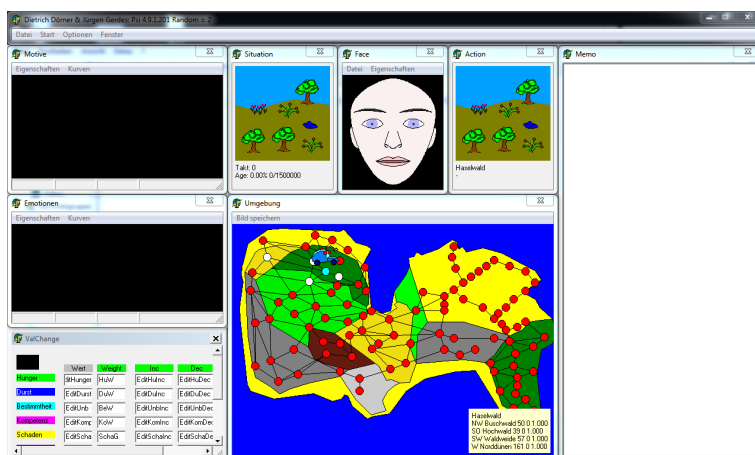 Dietrich Dörner & Jürgen Gerdes: Psi 4.9.1.201 Random = 2
Datei Start Optionen Fenster
Motive
Eigenschaften Kurven
Situation
Takt: 0
Age: 0.00% 0/1500000
Face
Datei Eigenschaften
Action
Haselwald
-
Memo
Emotionen
Eigenschaften Kurven
Umgebung
Bild speichern
Haselwald
NW Buschwald 50 0 1.000
SO Hochwald 39 0 1.000
SW Waldweide 57 0 1.000
W Norddünen 161 0 1.000
ValChange
Wert Weight Inc Dec
Hunger HuW EditHuInc EditHuDec
Durst EditDurst DuW EditDuInc EditDuDec
Bestimmtheit EditUnb BeW EditUnbInc EditUnbDec
Kompetenz EditKomp KoW EditKomInc EditKomDec
Schaden EditScha SchaG EditSchaInc EditSchaDe